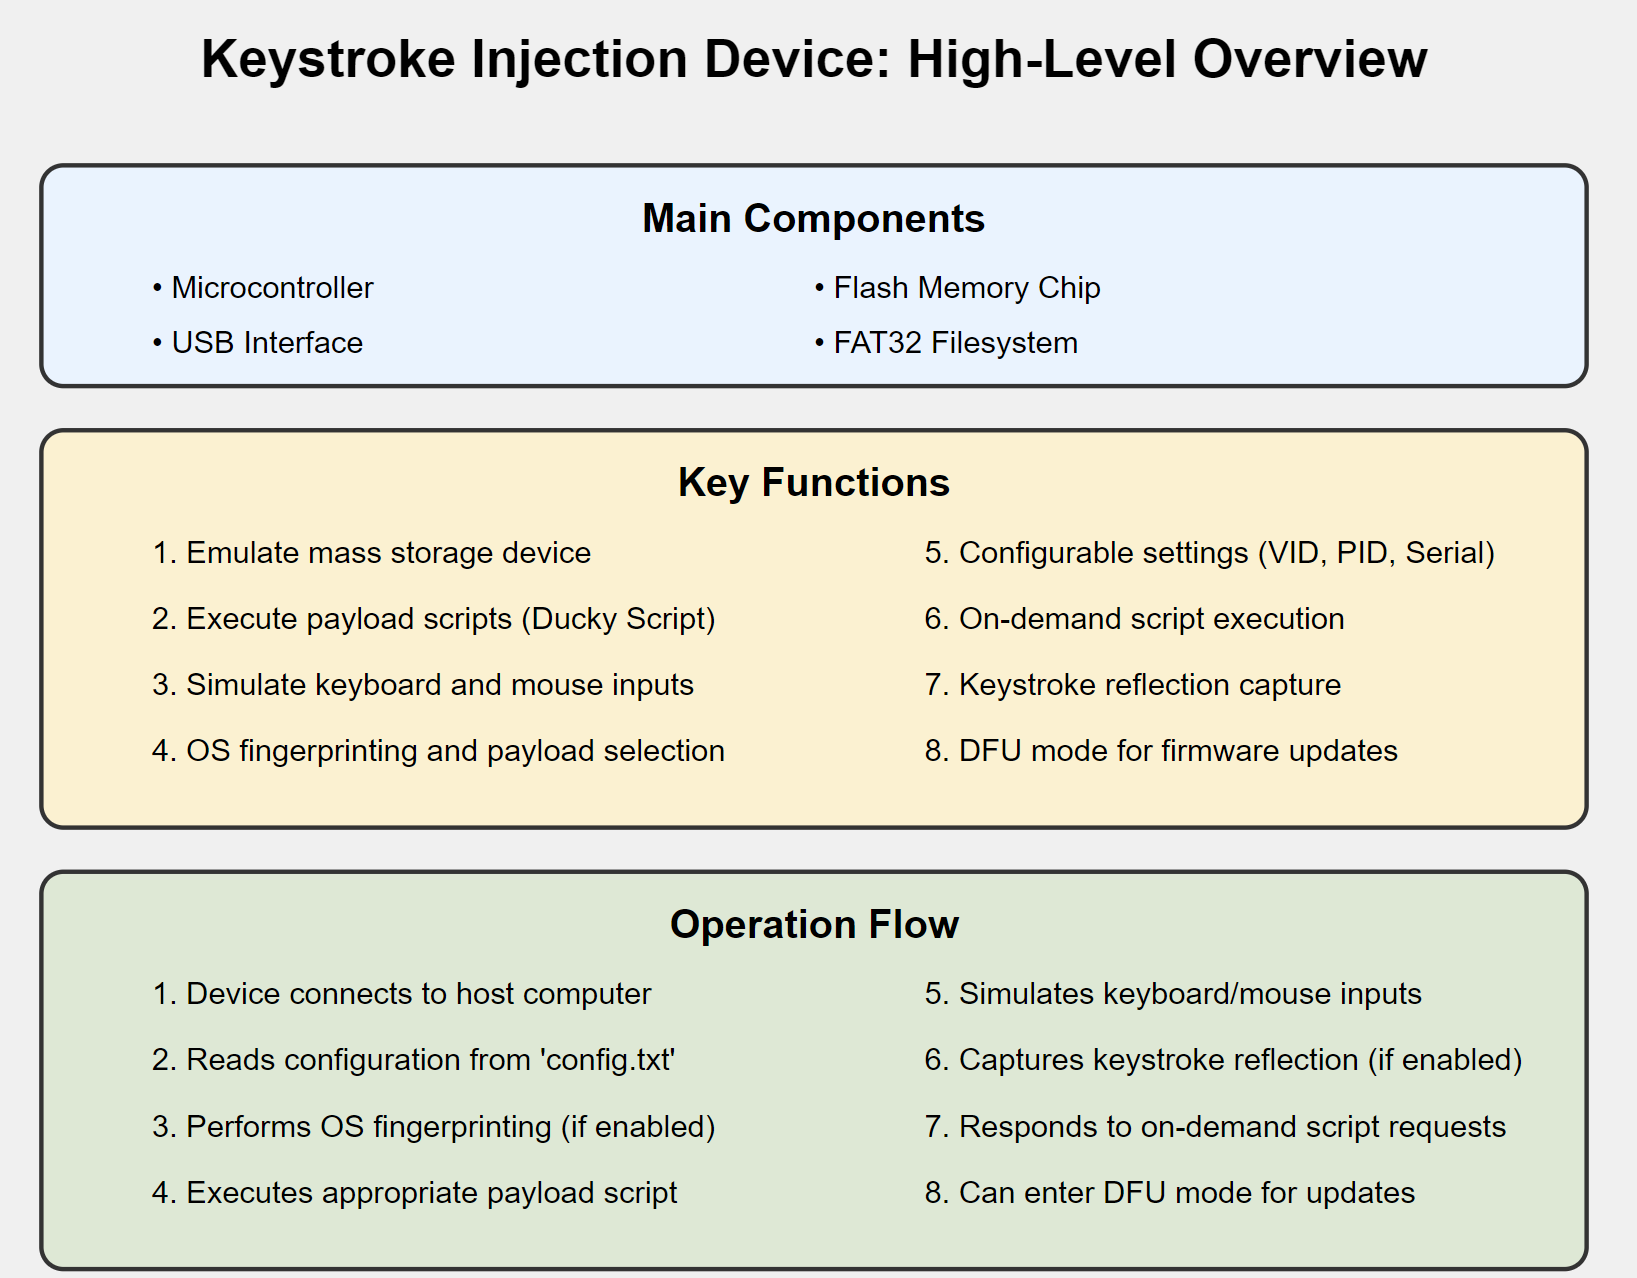 Keystroke Injection Device: High-Level Overview
Main Components
• Microcontroller
• USB Interface
• Flash Memory Chip
• FAT32 Filesystem
Key Functions
1. Emulate mass storage device
2. Execute payload scripts (Ducky Script)
3. Simulate keyboard and mouse inputs
4. OS fingerprinting and payload selection
5. Configurable settings (VID, PID, Serial)
6. On-demand script execution
7. Keystroke reflection capture
8. DFU mode for firmware updates
Operation Flow
1. Device connects to host computer
2. Reads configuration from 'config.txt'
3. Performs OS fingerprinting (if enabled)
4. Executes appropriate payload script
5. Simulates keyboard/mouse inputs
6. Captures keystroke reflection (if enabled)
7. Responds to on-demand script requests
8. Can enter DFU mode for updates